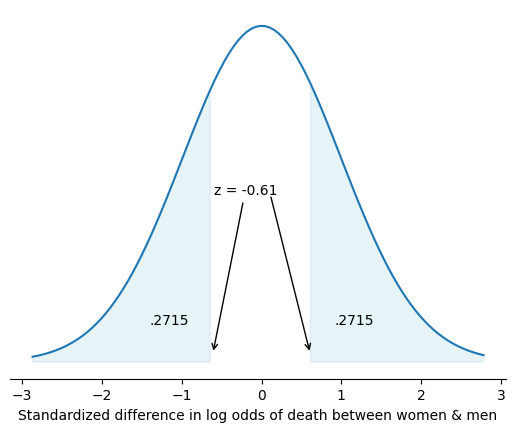 z = -0.61
.2715 .2715
−3 −2 −1 0 1 2 3
Standardized difference in log odds of death between women & men